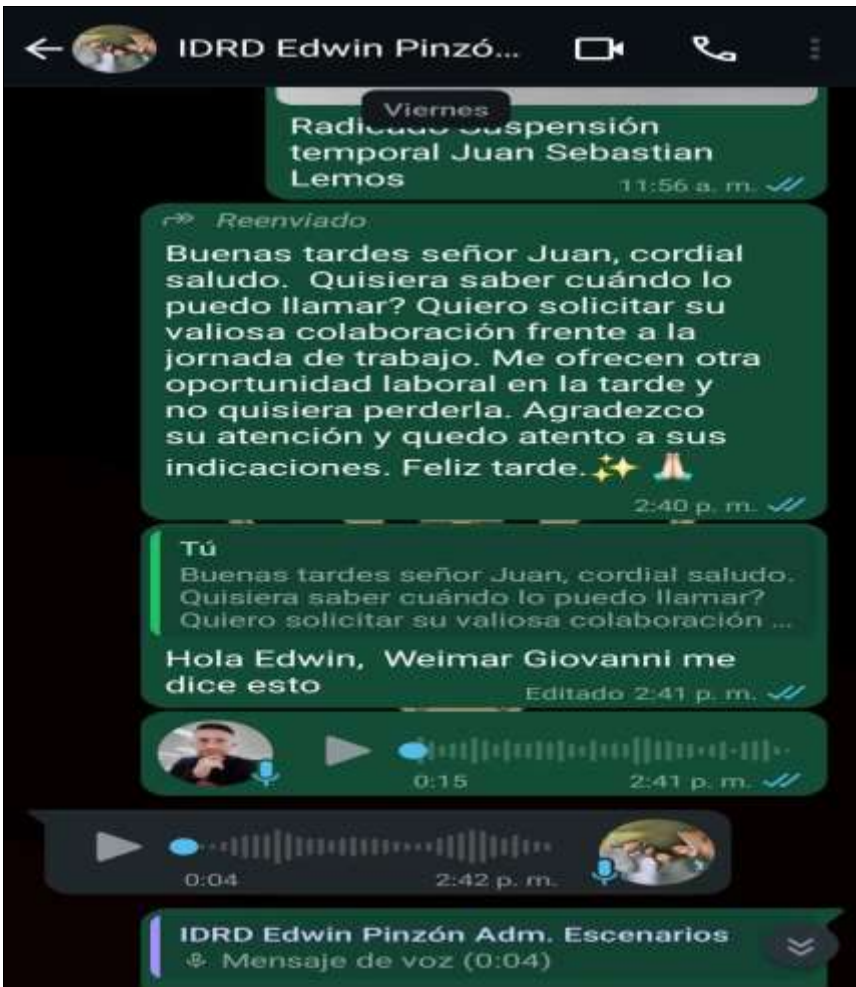 IDRD Edwin Pinzó...
Viernes
Radicado Suspensión
temporal Juan Sebastian
Lemos
11:56 a. m.
Reenviado
Buenas tardes señor Juan, cordial
saludo. Quisiera saber cuándo lo
puedo llamar? Quiero solicitar su
valiosa colaboración frente a la
jornada de trabajo. Me ofrecen otra
oportunidad laboral en la tarde y
no quisiera perderla. Agradezco
su atención y quedo atento a sus
indicaciones. Feliz tarde.✨ 🙏🏻
2:40 p. m.
Tú
Buenas tardes señor Juan, cordial saludo.
Quisiera saber cuándo lo puedo llamar?
Quiero solicitar su valiosa colaboración ...
Hola Edwin, Weimar Giovanni me
dice esto
Editado 2:41 p. m.
0:15 2:41 p. m.
0:04 2:42 p. m.
IDRD Edwin Pinzón Adm. Escenarios
Mensaje de voz (0:04)